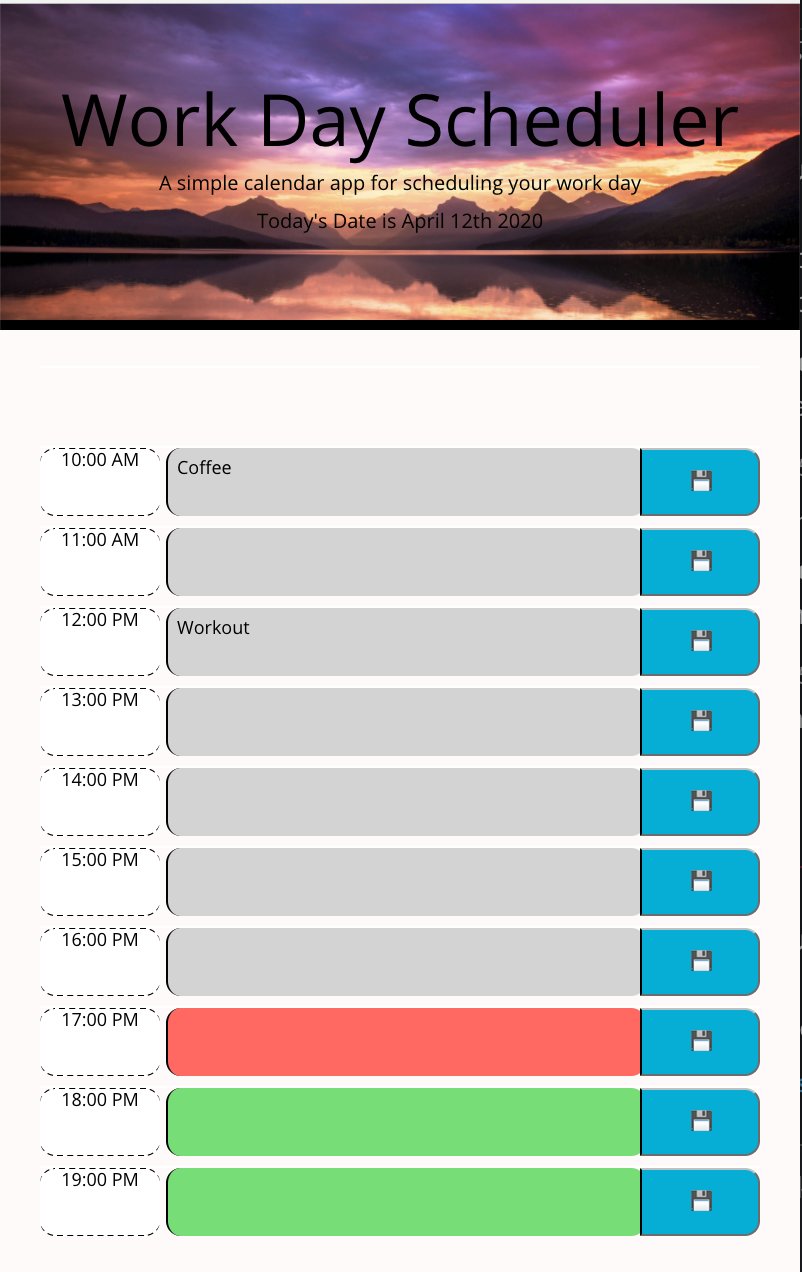 Work Day Scheduler
A simple calendar app for scheduling your work day
Today's Date is April 12th 2020
10:00 AM
Coffee
11:00 AM
12:00 PM
Workout
13:00 PM
14:00 PM
15:00 PM
16:00 PM
17:00 PM
18:00 PM
19:00 PM